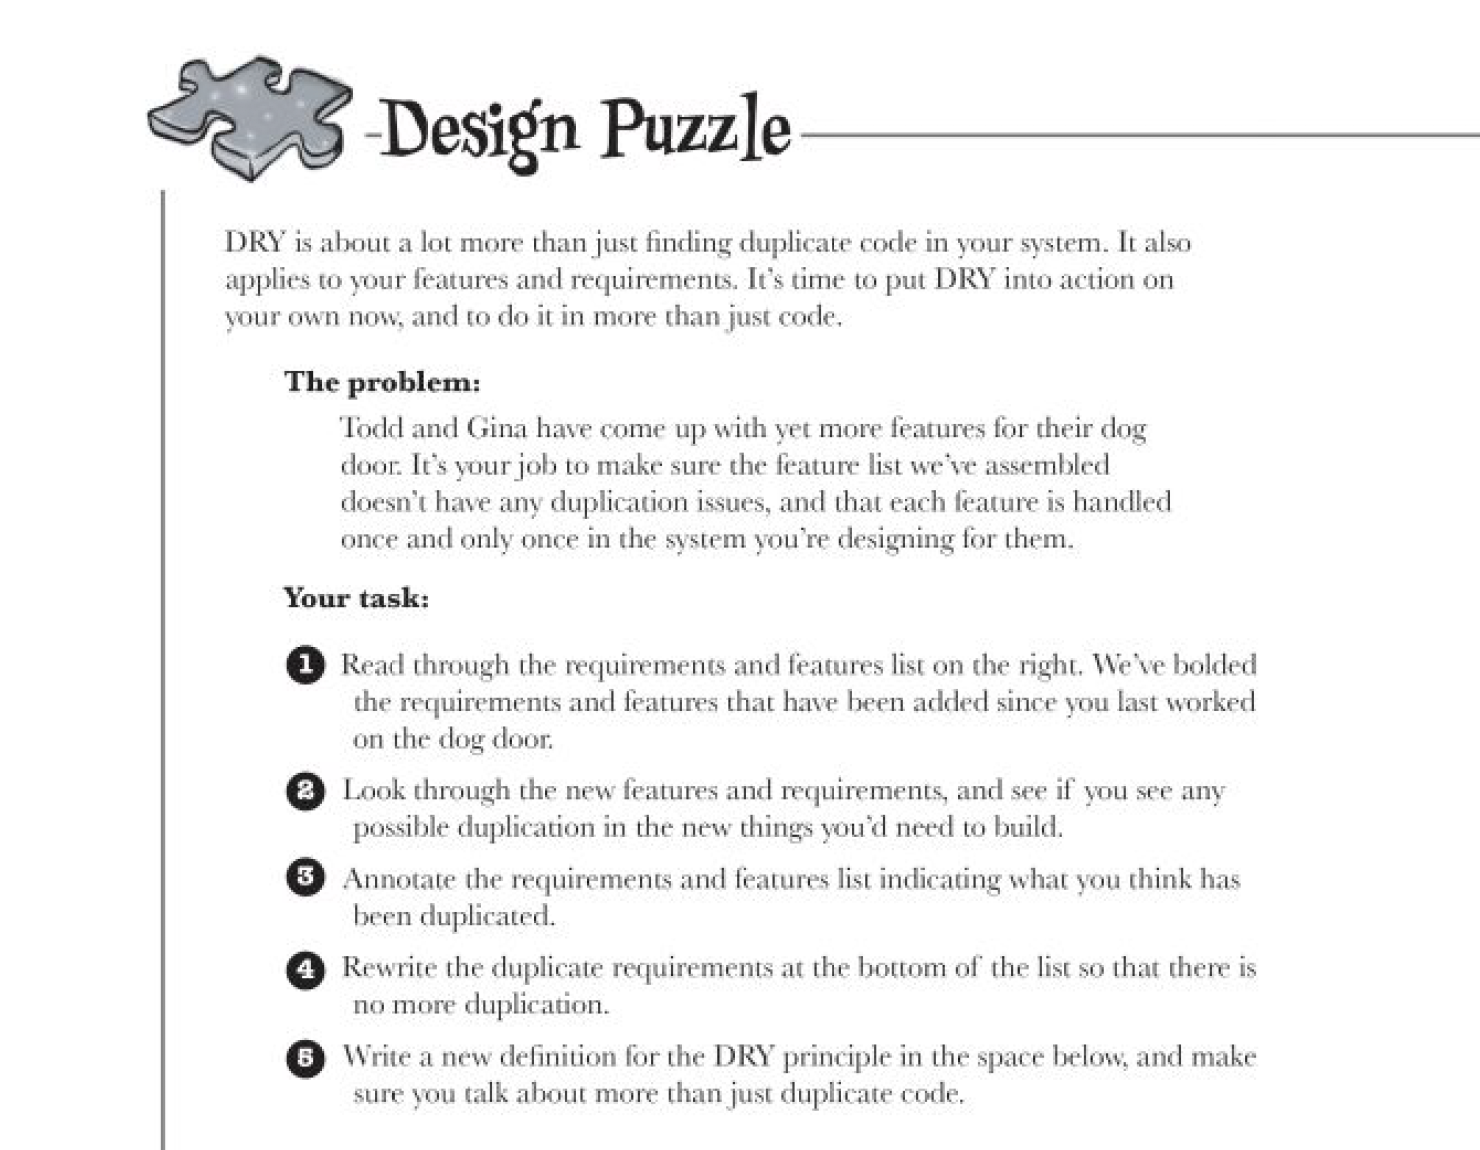 Design Puzzle
DRY is about a lot more than just finding duplicate code in your system. It also
applies to your features and requirements. It's time to put DRY into action on
your own now, and to do it in more than just code.
The problem:
Todd and Gina have come up with yet more features for their dog
door. It's your job to make sure the feature list we've assembled
doesn't have any duplication issues, and that each feature is handled
once and only once in the system you're designing for them.
Your task:
1 Read through the requirements and features list on the right. We've bolded
the requirements and features that have been added since you last worked
on the dog door.
2 Look through the new features and requirements, and see if you see any
possible duplication in the new things you'd need to build.
3 Annotate the requirements and features list indicating what you think has
been duplicated.
4 Rewrite the duplicate requirements at the bottom of the list so that there is
no more duplication.
5 Write a new definition for the DRY principle in the space below, and make
sure you talk about more than just duplicate code.